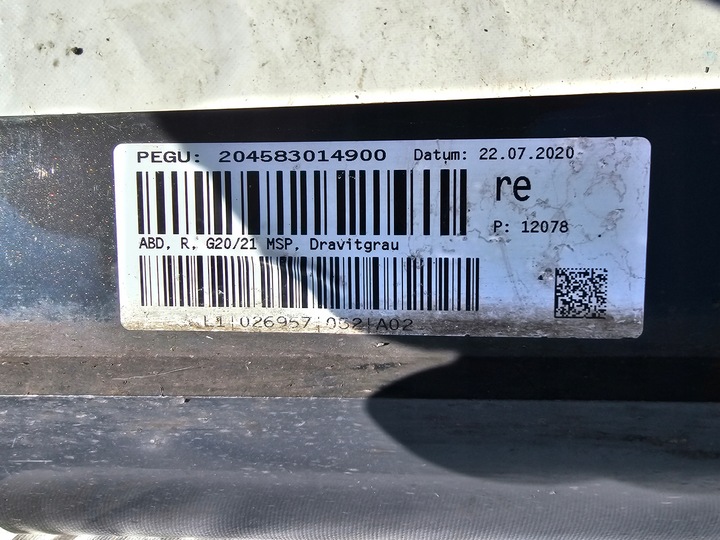 PEGU: 204583014900 Datum: 22.07.2020
re
P: 12078
ABD, R, G20/21 MSP, Dravitgrau
L1|026957|052|A02